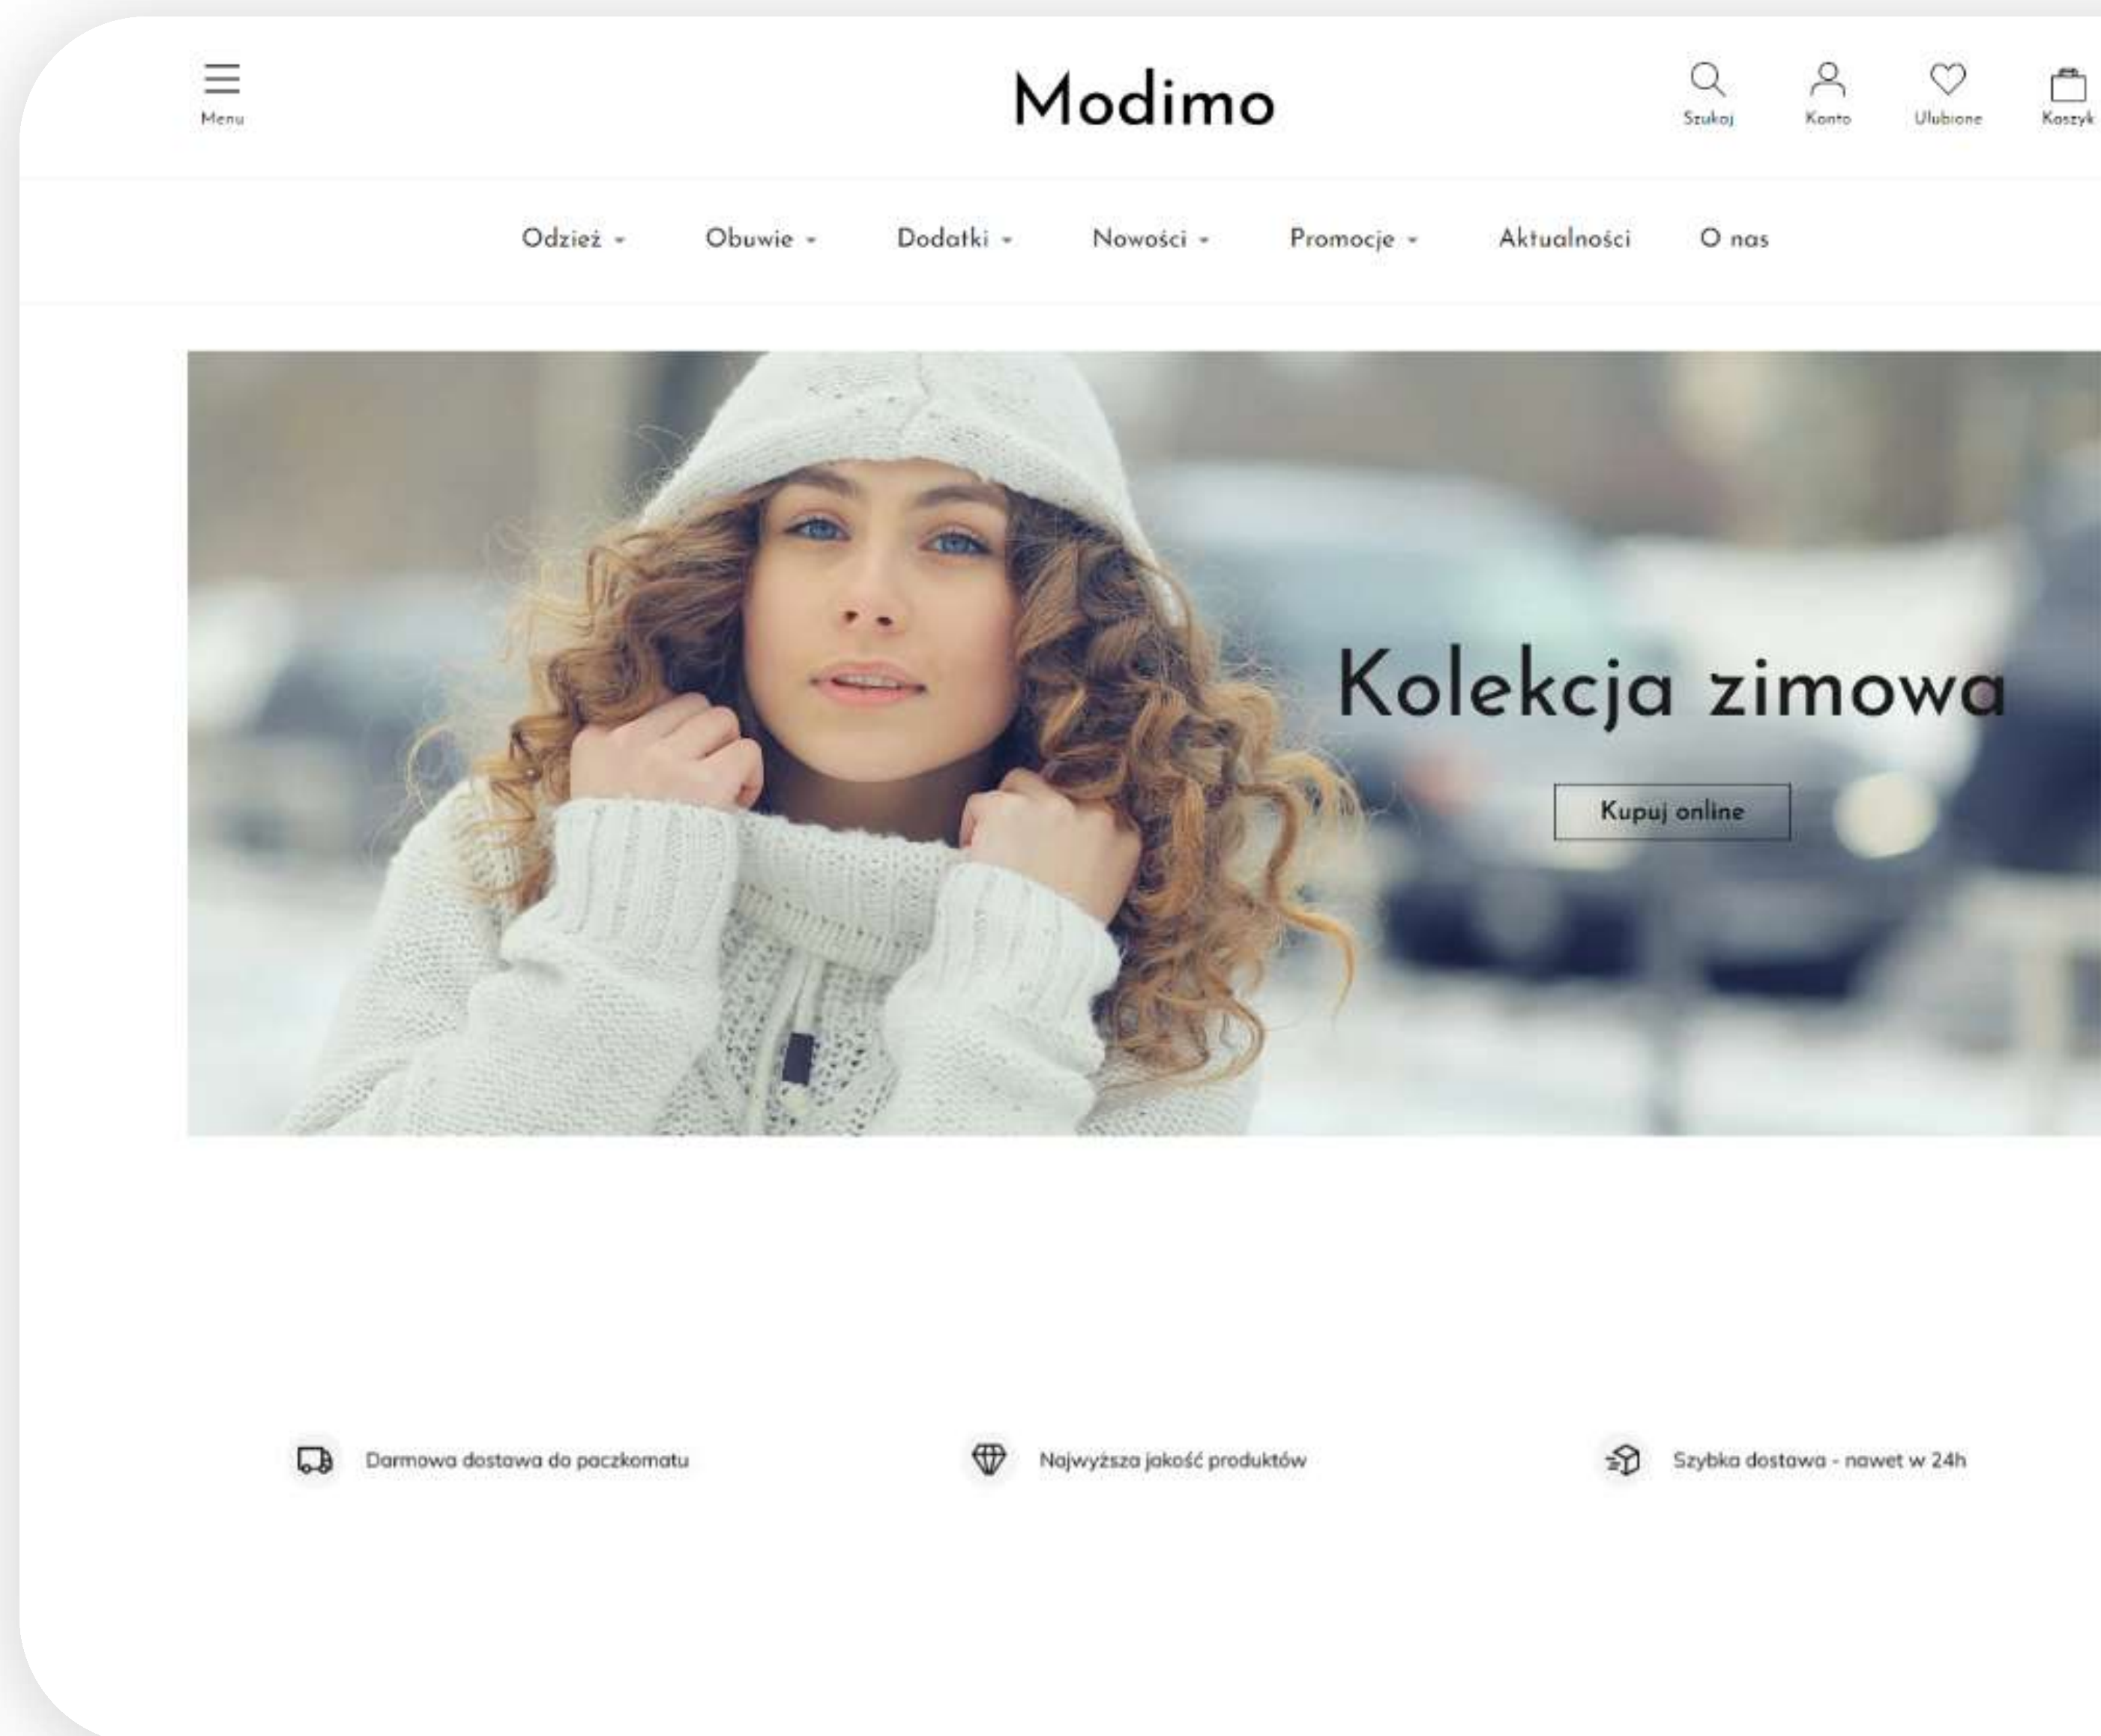 Modimo
Menu
Szukaj
Konto
Ulubione
Koszyk
Odzież
Obuwie
Dodatki
Nowości
Promocje
Aktualności
O nas
Kolekcja zimowa
Kupuj online
Darmowa dostawa do paczkomatu
Najwyższa jakość produktów
Szybka dostawa - nawet w 24h